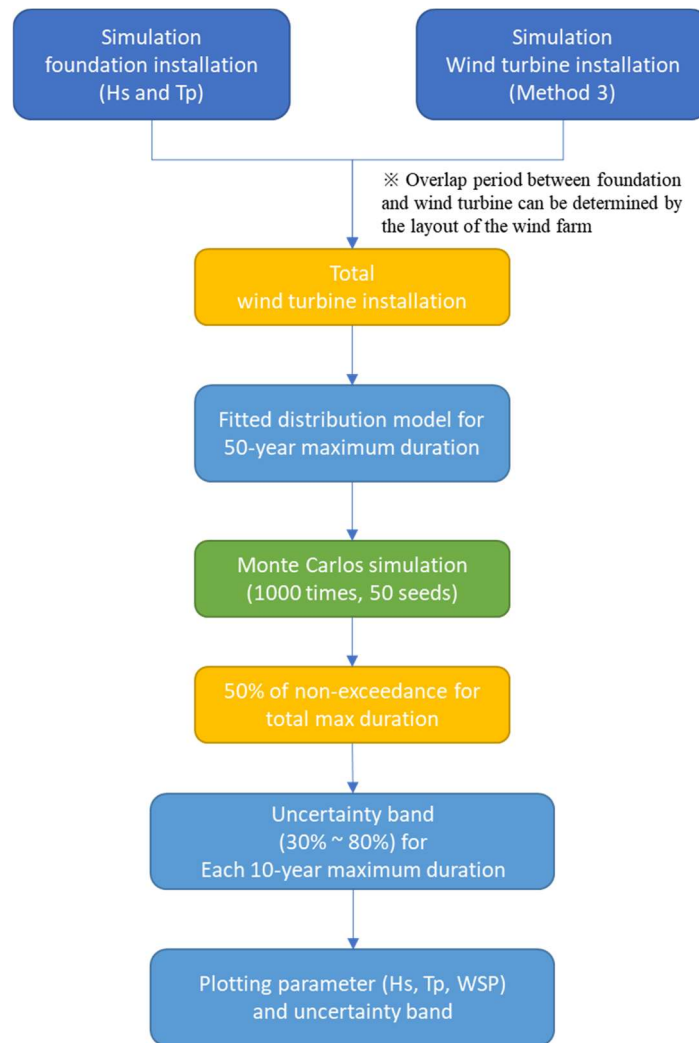 Simulation
foundation installation
(Hs and Tp)
Simulation
Wind turbine installation
(Method 3)
※ Overlap period between foundation
and wind turbine can be determined by
the layout of the wind farm
Total
wind turbine installation
Fitted distribution model for
50-year maximum duration
Monte Carlos simulation
(1000 times, 50 seeds)
50% of non-exceedance for
total max duration
Uncertainty band
(30% ~ 80%) for
Each 10-year maximum duration
Plotting parameter (Hs, Tp, WSP)
and uncertainty band